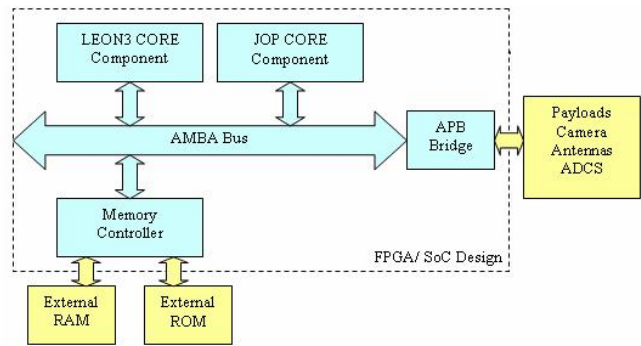 LEON3 CORE
Component
JOP CORE
Component
AMBA Bus
APB
Bridge
Payloads
Camera
Antennas
ADCS
Memory
Controller
FPGA/ SoC Design
External
RAM
External
ROM